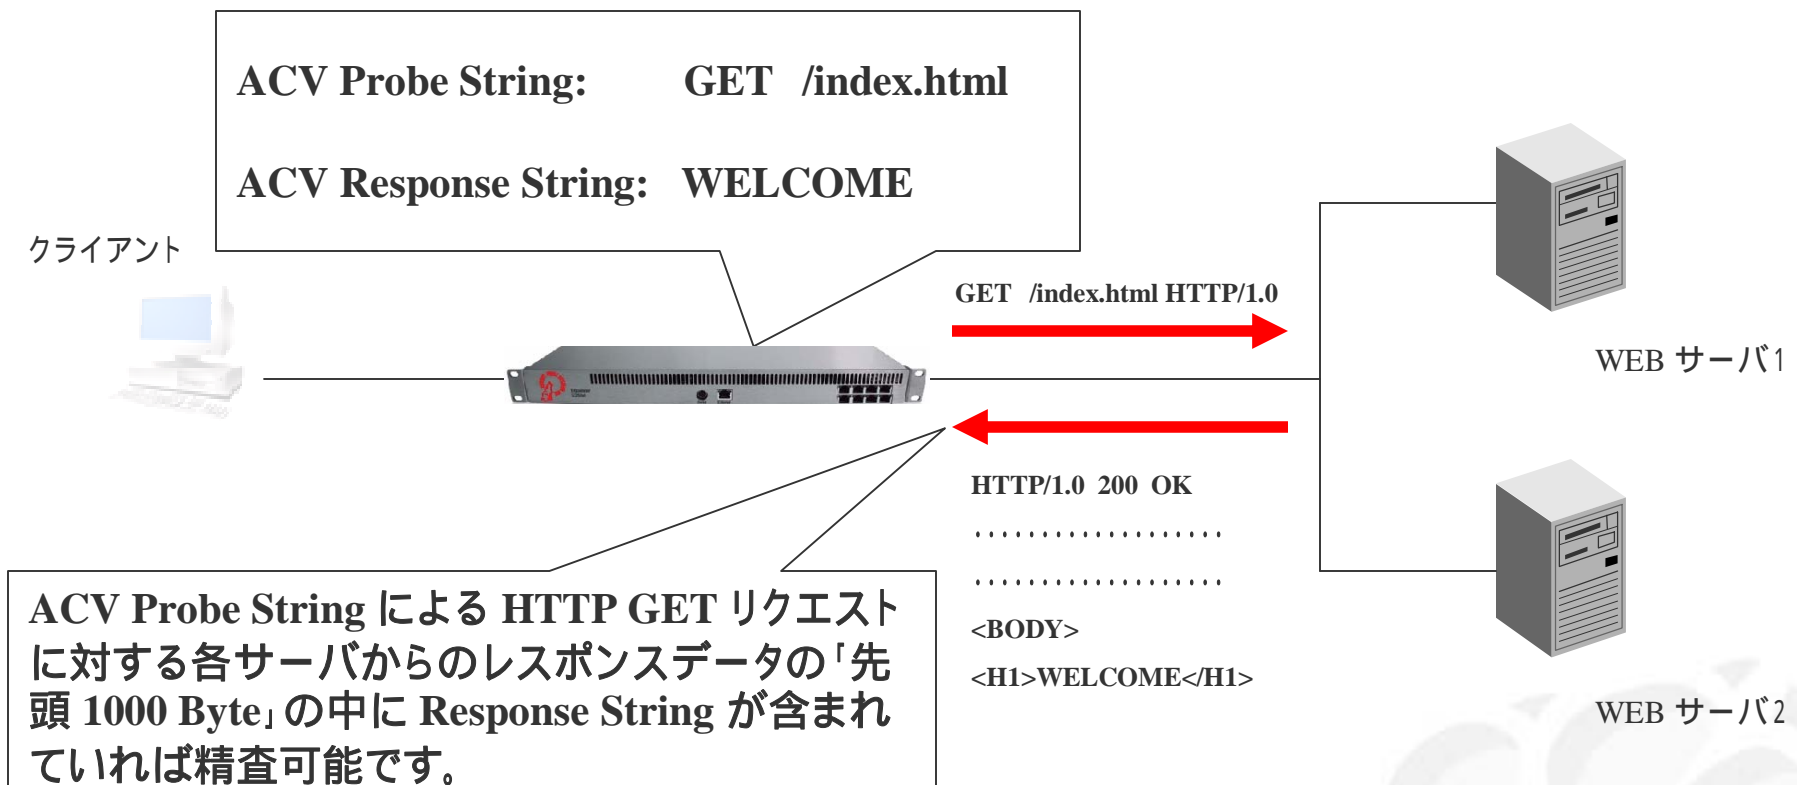 ACV Probe String: GET /index.html
ACV Response String: WELCOME
クライアント
GET /index.html HTTP/1.0
WEB サーバ1
HTTP/1.0 200 OK
..................
..................
<BODY>
<H1>WELCOME</H1>
ACV Probe String による HTTP GET リクエスト
に対する各サーバからのレスポンスデータの「先
頭 1000 Byte」の中に Response String が含まれ
ていれば精査可能です。
WEB サーバ2